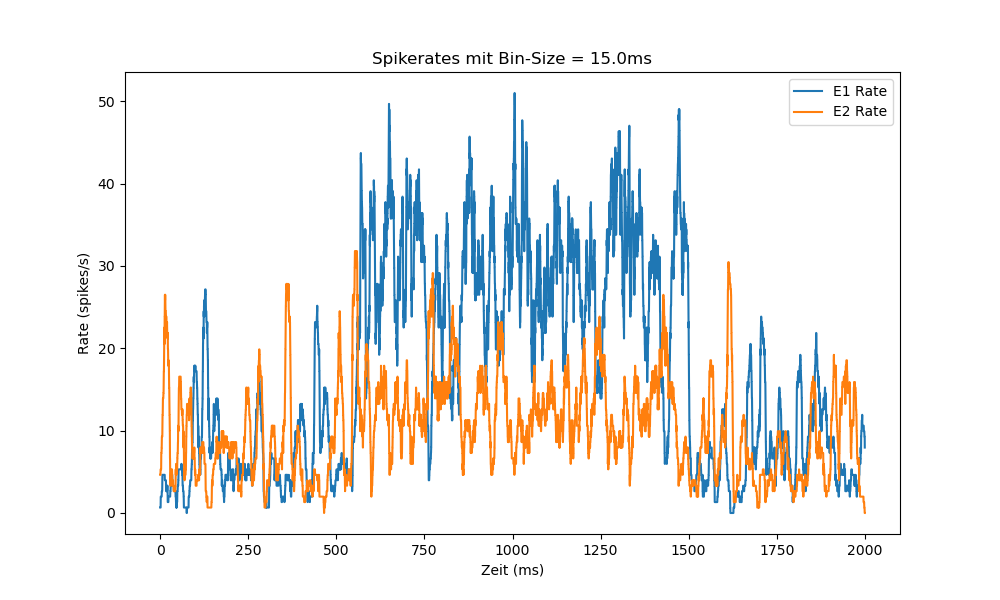 Spikerates mit Bin-Size = 15.0ms
E1 Rate
E2 Rate
Rate (spikes/s)
50
40
30
20
10
0
0 250 500 750 1000 1250 1500 1750 2000
Zeit (ms)